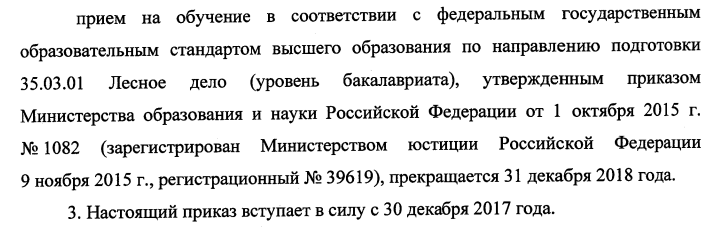 прием на обучение в соответствии с федеральным государственным
образовательным стандартом высшего образования по направлению подготовки
35.03.01 Лесное дело (уровень бакалавриата), утвержденным приказом
Министерства образования и науки Российской Федерации от 1 октября 2015 г.
№ 1082 (зарегистрирован Министерством юстиции Российской Федерации
9 ноября 2015 г., регистрационный № 39619), прекращается 31 декабря 2018 года.
3. Настоящий приказ вступает в силу с 30 декабря 2017 года.